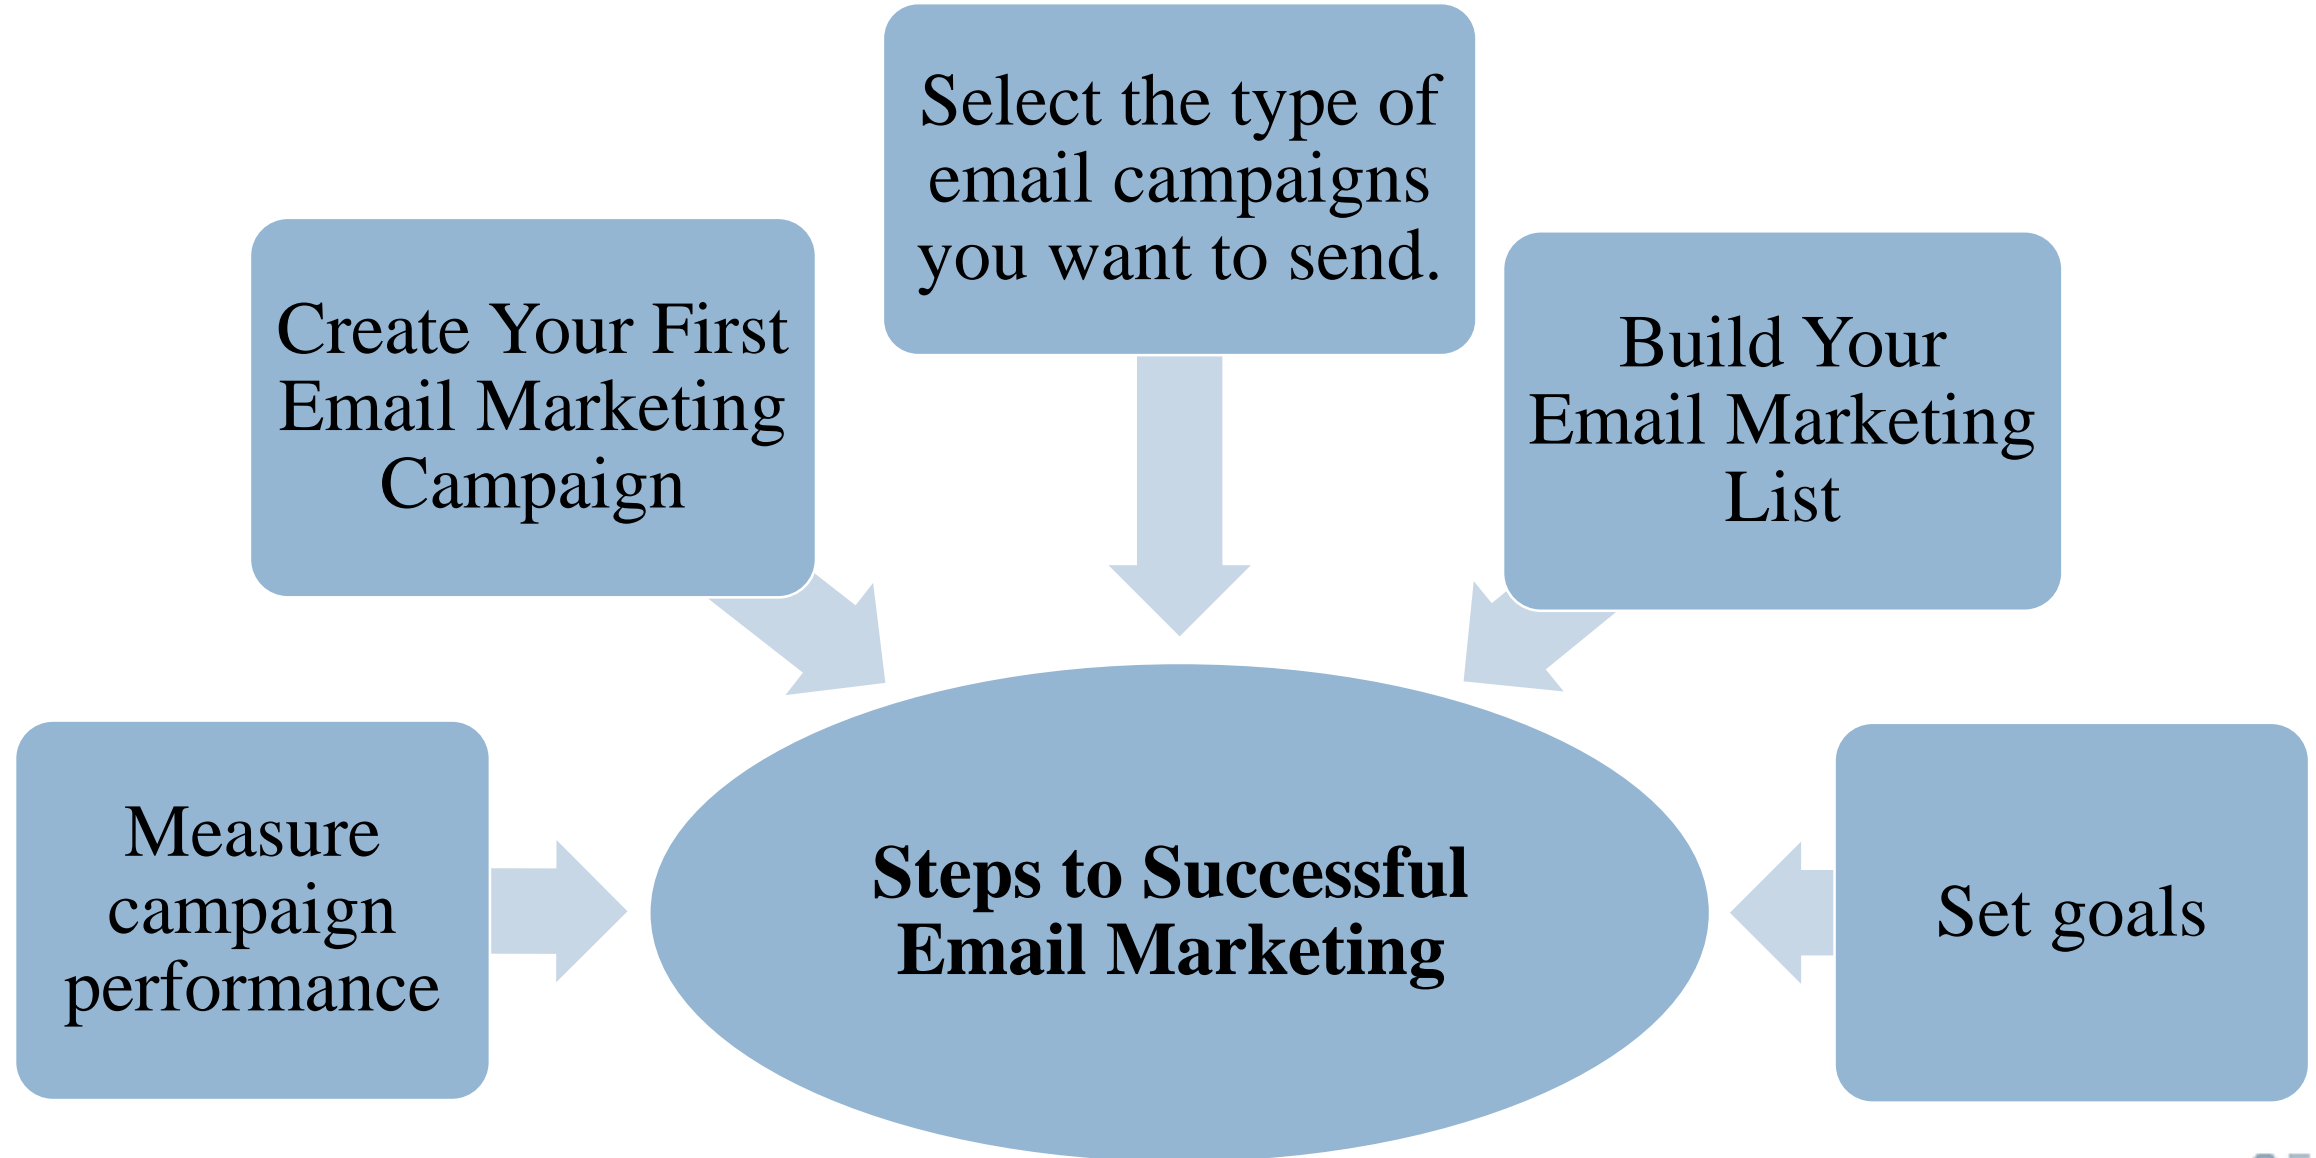 Select the type of
email campaigns
you want to send.
Create Your First
Email Marketing
Campaign
Build Your
Email Marketing
List
Measure
campaign
performance
Steps to Successful
Email Marketing
Set goals